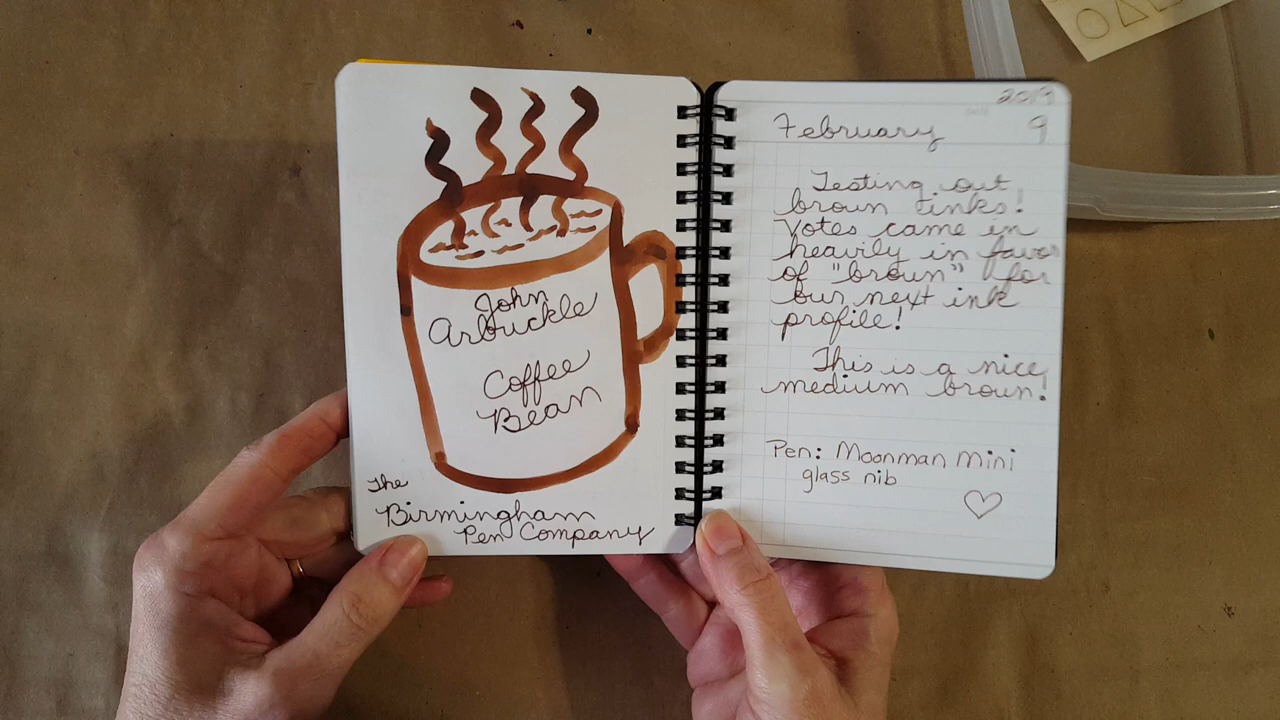 John
Arbuckle
Coffee
Bean
The
Birmingham
Pen Company
2019
February 9
Testing out
brown inks!
Votes came in
heavily in favor
of "brown" for
our next ink
profile!
This is a nice
medium brown!
Pen: Moonman Mini
glass nib